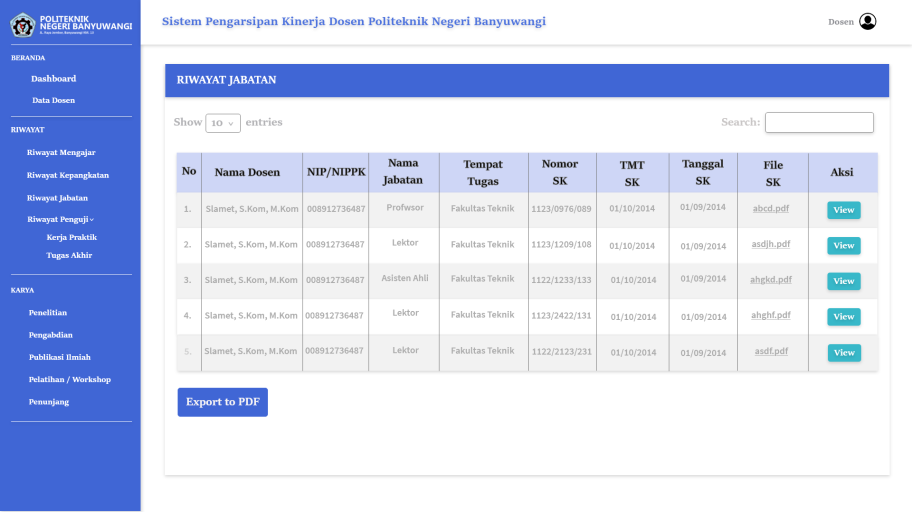 POLITEKNIK
NEGERI BANYUWANGI
Sistem Pengarsipan Kinerja Dosen Politeknik Negeri Banyuwangi
Dosen
BERANDA
Dashboard
Data Dosen
RIWAYAT
Riwayat Mengajar
Riwayat Kepangkatan
Riwayat Jabatan
Riwayat Penguji
Kerja Praktik
Tugas Akhir
KARYA
Penelitian
Pengabdian
Publikasi Ilmiah
Pelatihan / Workshop
Penunjang
RIWAYAT JABATAN
Show 10 entries
Search:
No Nama Dosen NIP/NIPPK Nama Jabatan Tempat Tugas Nomor SK TMT SK Tanggal SK File SK Aksi
1. Slamet, S.Kom, M.Kom 008912736487 Profwsor Fakultas Teknik 1123/0976/089 01/10/2014 01/09/2014 abcd.pdf View
2. Slamet, S.Kom, M.Kom 008912736487 Lektor Fakultas Teknik 1123/1209/108 01/10/2014 01/09/2014 asdjh.pdf View
3. Slamet, S.Kom, M.Kom 008912736487 Asisten Ahli Fakultas Teknik 1122/1233/133 01/10/2014 01/09/2014 ahgkd.pdf View
4. Slamet, S.Kom, M.Kom 008912736487 Lektor Fakultas Teknik 1123/2422/131 01/10/2014 01/09/2014 ahghf.pdf View
5. Slamet, S.Kom, M.Kom 008912736487 Lektor Fakultas Teknik 1122/2123/231 01/10/2014 01/09/2014 asdf.pdf View
Export to PDF